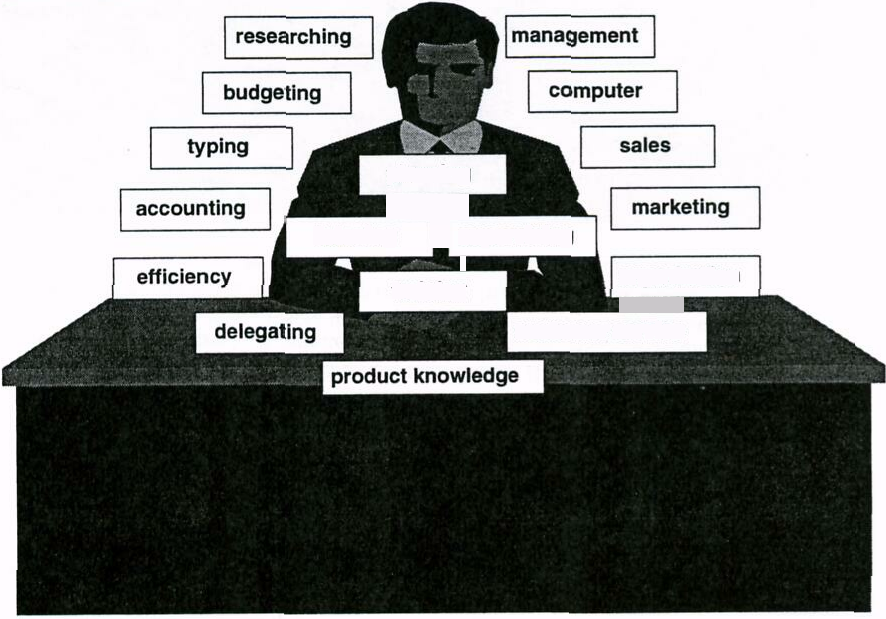 researching
management
budgeting
computer
typing
sales
accounting
marketing
efficiency
delegating
product knowledge